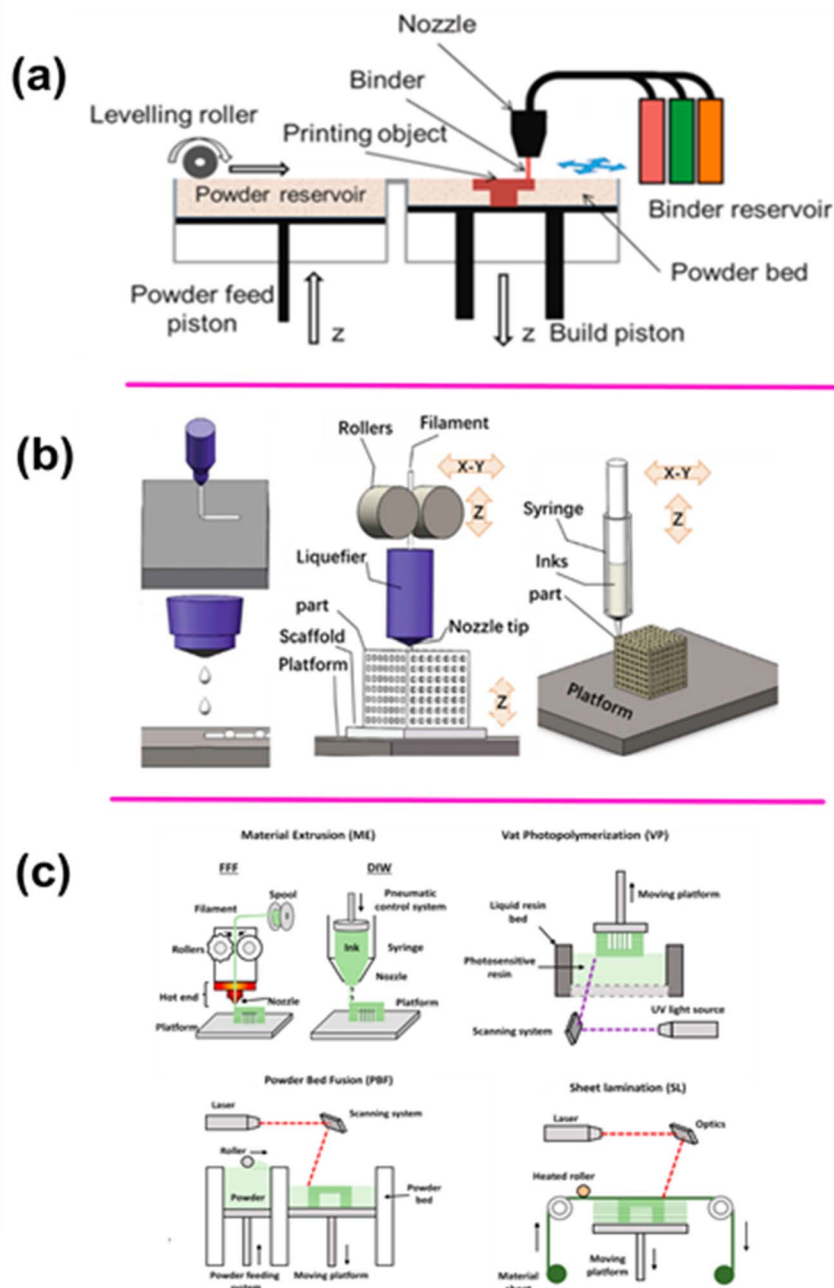 (a)
Nozzle
Binder
Levelling roller
Printing object
Powder reservoir
Binder reservoir
Powder bed
Powder feed
piston
z
z
Build piston
(b)
Rollers
Filament
X-Y
Z
Liquefier
part
Scaffold
Platform
Nozzle tip
Z
X-Y
Z
Syringe
Inks
part
Platform
(c)
Material Extrusion (ME)
FFF
DIW
Filament
Spool
Rollers
Hot end
Nozzle
Platform
Pneumatic
control system
Ink
Syringe
Nozzle
Platform
Vat Photopolymerization (VP)
Moving platform
Liquid resin
bed
Photosensitive
resin
UV light source
Scanning system
Powder Bed Fusion (PBF)
Laser
Scanning system
Roller
Powder
Powder
bed
Powder feeding
system
Moving platform
Sheet lamination (SL)
Laser
Optics
Heated roller
Material
sheet
Moving
platform